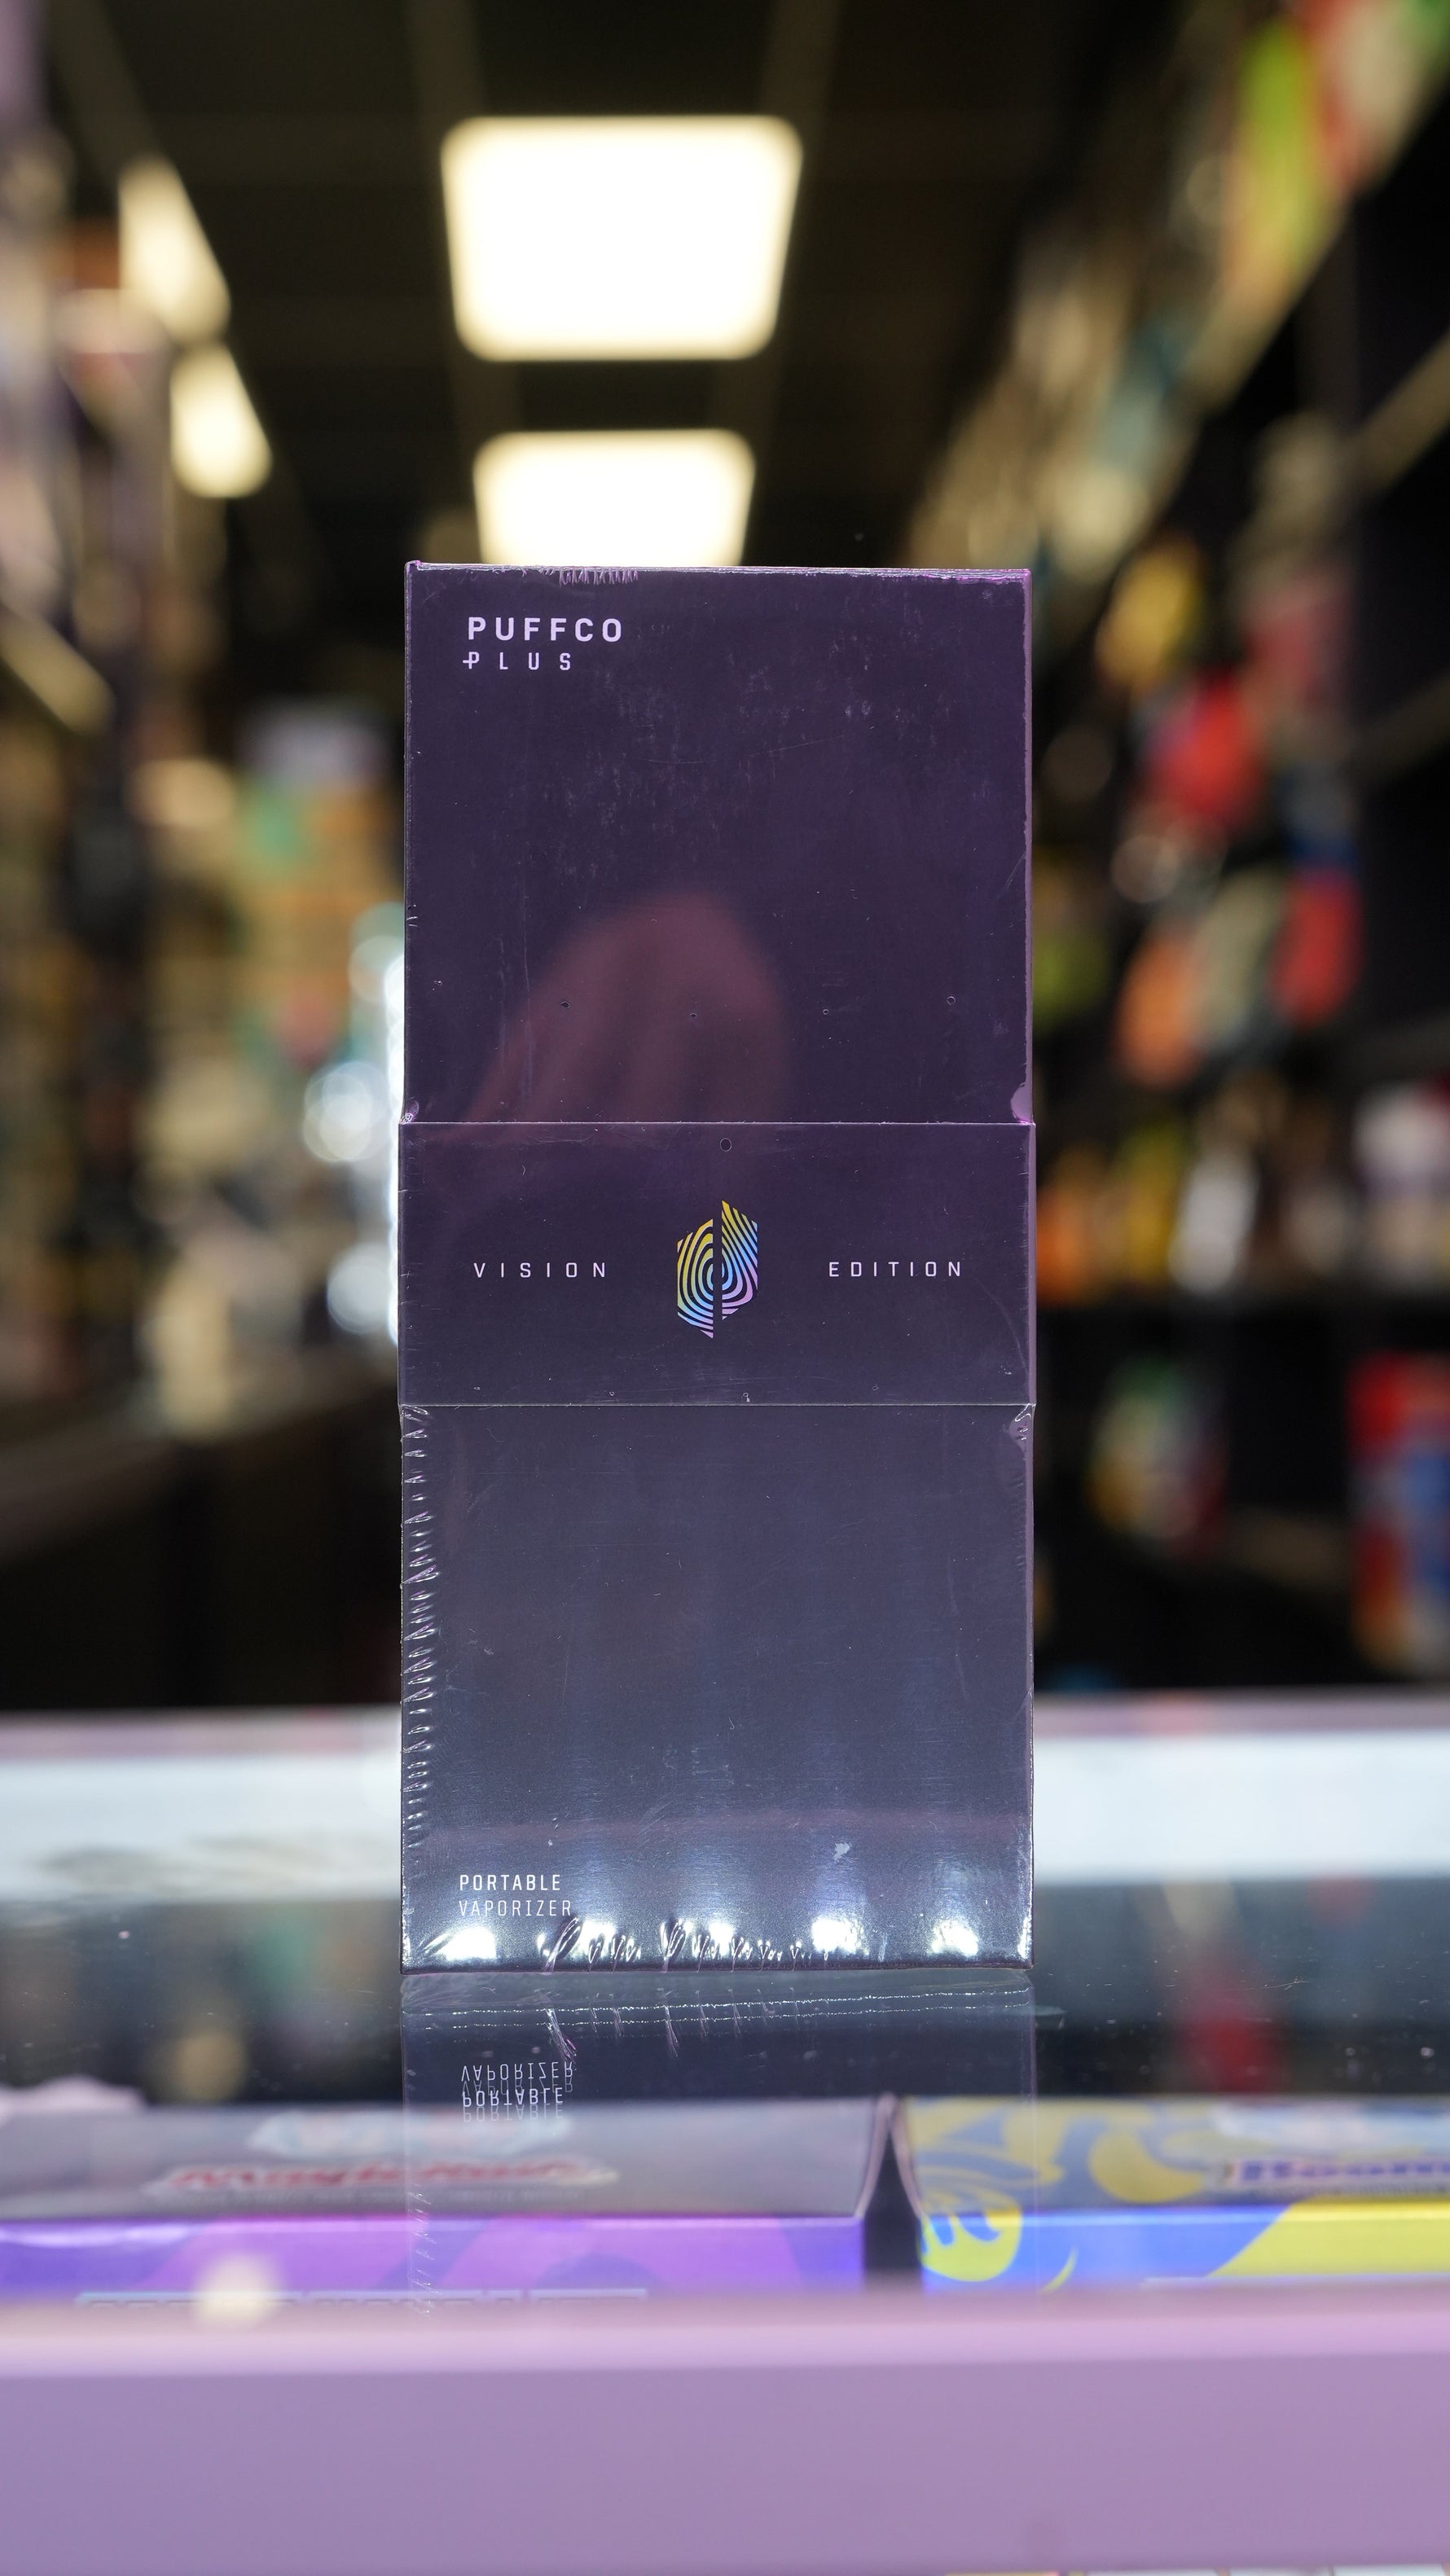 PUFFCO
PLUS
VISION EDITION
PORTABLE
VAPORIZER